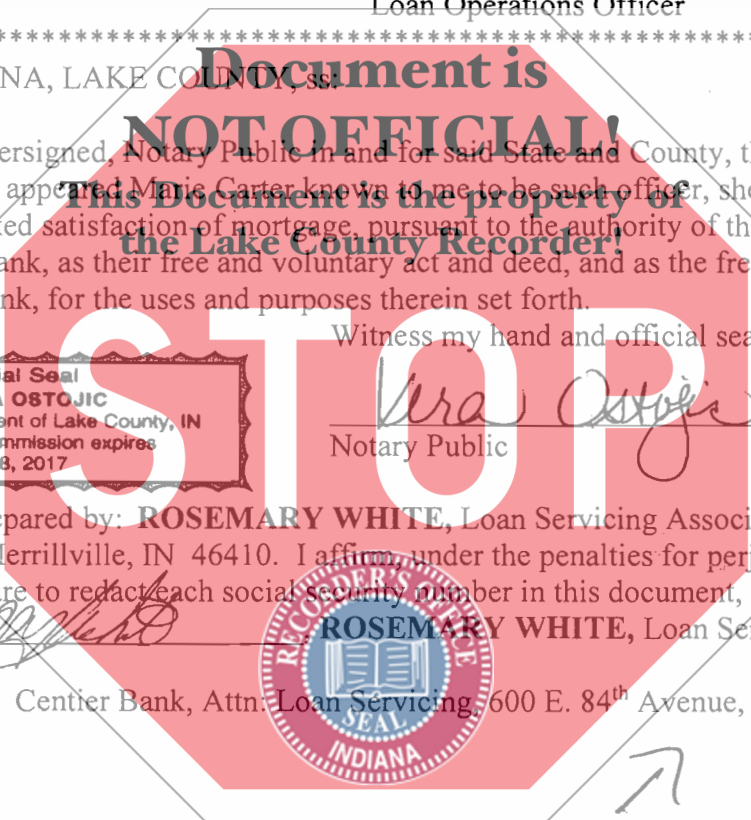 Loan Operations Officer
****************************************************
NA, LAKE COUNTY, ss:
Document is
NOT OFFICIAL!
ersigned, Notary Public in and for said State and County, th
This Document is the property of
appeared Marie Carter known to me to be such officer, she
ked satisfaction of mortgage, pursuant to the authority of the
the Lake County Recorder!
ank, as their free and voluntary act and deed, and as the fre
nk, for the uses and purposes therein set forth.
STOP
Witness my hand and official sea
al Seal
OSTOJIC
ent of Lake County, IN
mmission expires
8, 2017
Vera Ostojic
Notary Public
epared by: ROSEMARY WHITE, Loan Servicing Associ
Merrillville, IN 46410. I affirm, under the penalties for perj
are to redact each social security number in this document,
, ROSEMARY WHITE, Loan Se
RECORDER'S OFFICE
SEAL
INDIANA
Centier Bank, Attn: Loan Servicing, 600 E. 84th Avenue,